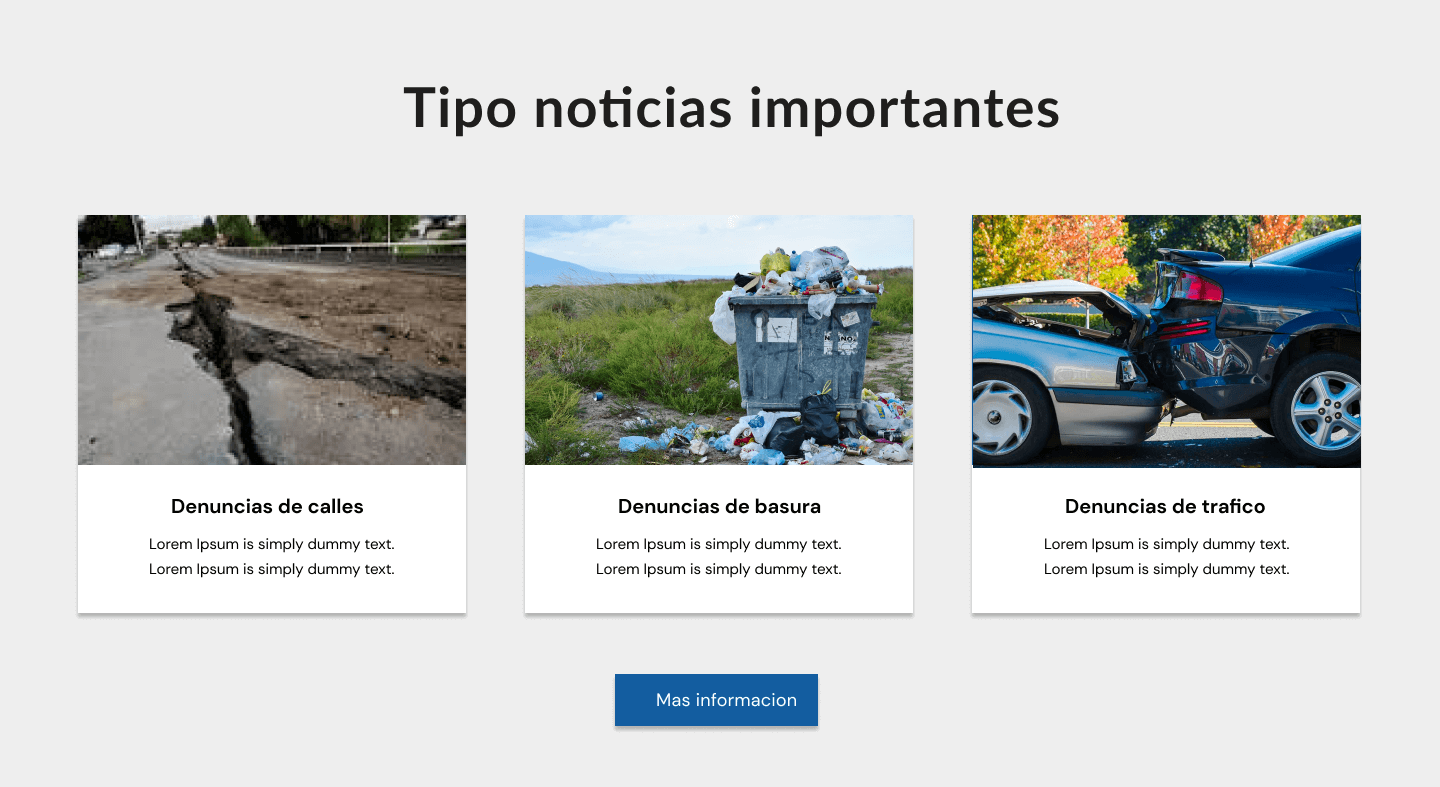 Tipo noticias importantes
Denuncias de calles
Lorem Ipsum is simply dummy text.
Lorem Ipsum is simply dummy text.
Denuncias de basura
Lorem Ipsum is simply dummy text.
Lorem Ipsum is simply dummy text.
Denuncias de trafico
Lorem Ipsum is simply dummy text.
Lorem Ipsum is simply dummy text.
Mas informacion